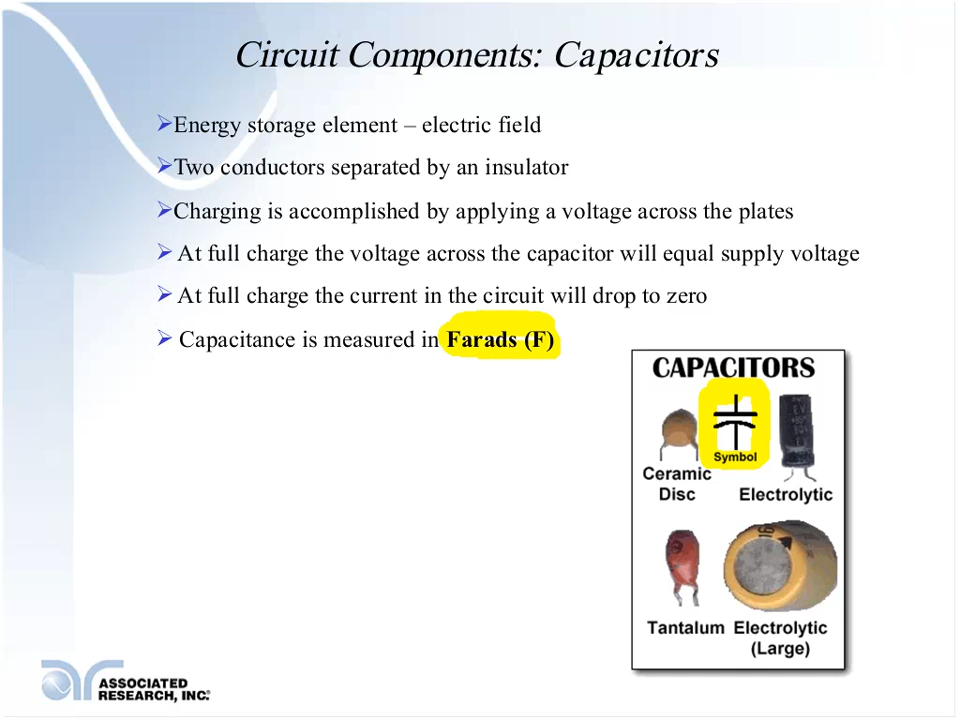 Circuit Components: Capacitors
Energy storage element – electric field
Two conductors separated by an insulator
Charging is accomplished by applying a voltage across the plates
At full charge the voltage across the capacitor will equal supply voltage
At full charge the current in the circuit will drop to zero
Capacitance is measured in Farads (F)
CAPACITORS
Symbol
Ceramic
Disc
Electrolytic
16
Tantalum
Electrolytic
(Large)
ASSOCIATED
RESEARCH, INC.